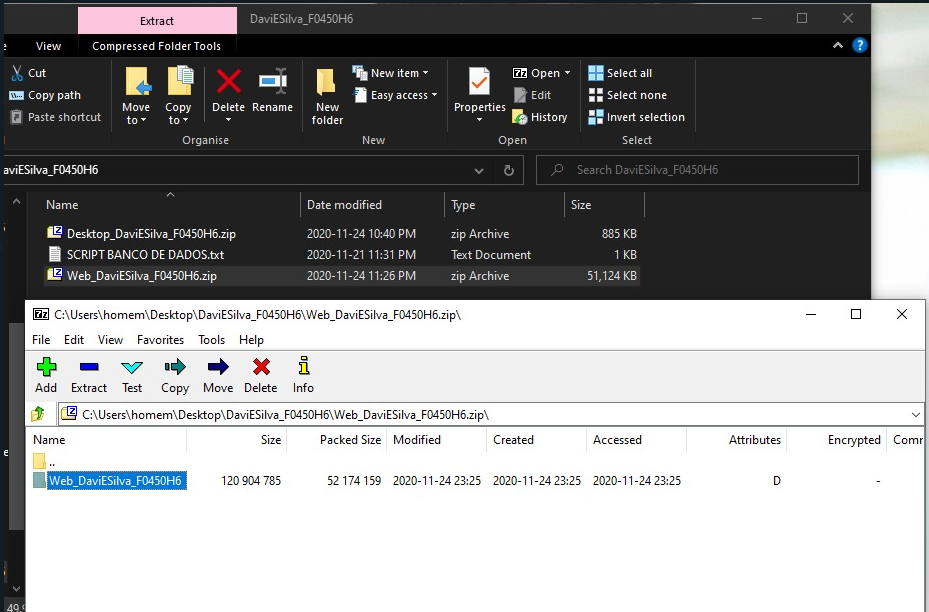 Extract DaviESilva_F0450H6
View Compressed Folder Tools
Cut
Copy path
Paste shortcut
Move to
Copy to
Delete
Rename
Organise
New folder
New item
Easy access
New
Properties
Open
Edit
History
Open
Select all
Select none
Invert selection
Select
aviESilva_F0450H6 Search DaviESilva_F0450H6
Name Date modified Type Size
Desktop_DaviESilva_F0450H6.zip 2020-11-24 10:40 PM zip Archive 885 KB
SCRIPT BANCO DE DADOS.txt 2020-11-21 11:31 PM Text Document 1 KB
Web_DaviESilva_F0450H6.zip 2020-11-24 11:26 PM zip Archive 51,124 KB
7z C:\Users\homem\Desktop\DaviESilva_F0450H6\Web_DaviESilva_F0450H6.zip\
File Edit View Favorites Tools Help
Add Extract Test Copy Move Delete Info
C:\Users\homem\Desktop\DaviESilva_F0450H6\Web_DaviESilva_F0450H6.zip\
Name Size Packed Size Modified Created Accessed Attributes Encrypted Comr
..
Web_DaviESilva_F0450H6 120 904 785 52 174 159 2020-11-24 23:25 2020-11-24 23:25 2020-11-24 23:25 D -